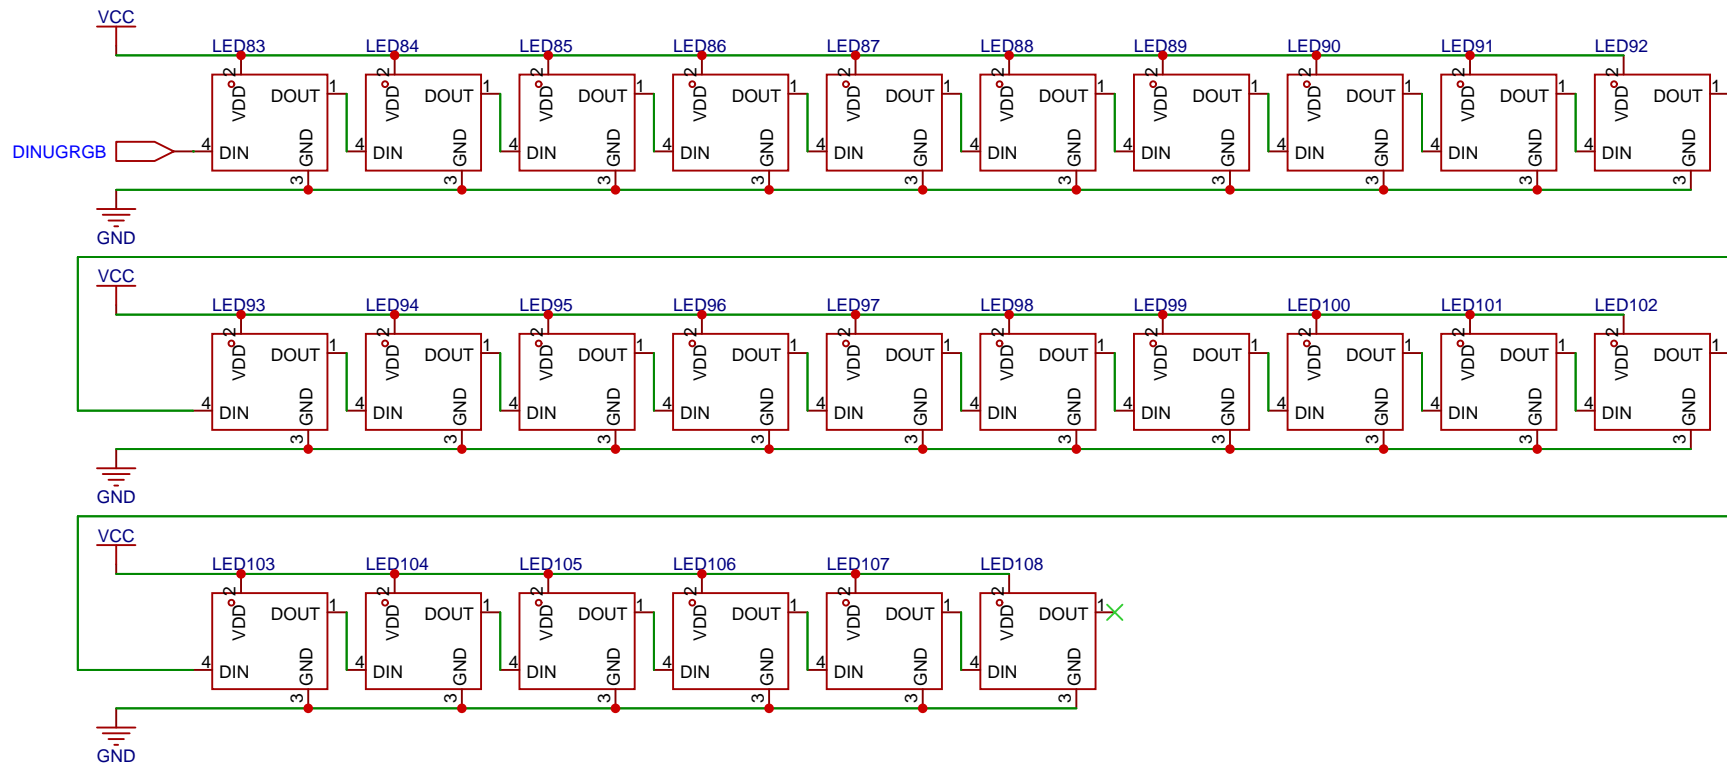 VCC
LED83 LED84 LED85 LED86 LED87 LED88 LED89 LED90 LED91 LED92
2 2 2 2 2 2 2 2 2 2
VDD DOUT 1 VDD DOUT 1 VDD DOUT 1 VDD DOUT 1 VDD DOUT 1 VDD DOUT 1 VDD DOUT 1 VDD DOUT 1 VDD DOUT 1 VDD DOUT 1
DINUGRGB 4 DIN GND 4 DIN GND 4 DIN GND 4 DIN GND 4 DIN GND 4 DIN GND 4 DIN GND 4 DIN GND 4 DIN GND 4 DIN GND
3 3 3 3 3 3 3 3 3 3
GND
VCC
LED93 LED94 LED95 LED96 LED97 LED98 LED99 LED100 LED101 LED102
2 2 2 2 2 2 2 2 2 2
VDD DOUT 1 VDD DOUT 1 VDD DOUT 1 VDD DOUT 1 VDD DOUT 1 VDD DOUT 1 VDD DOUT 1 VDD DOUT 1 VDD DOUT 1 VDD DOUT 1
4 DIN GND 4 DIN GND 4 DIN GND 4 DIN GND 4 DIN GND 4 DIN GND 4 DIN GND 4 DIN GND 4 DIN GND 4 DIN GND
3 3 3 3 3 3 3 3 3 3
GND
VCC
LED103 LED104 LED105 LED106 LED107 LED108
2 2 2 2 2 2
VDD DOUT 1 VDD DOUT 1 VDD DOUT 1 VDD DOUT 1 VDD DOUT 1 VDD DOUT 1
4 DIN GND 4 DIN GND 4 DIN GND 4 DIN GND 4 DIN GND 4 DIN GND
3 3 3 3 3 3
GND